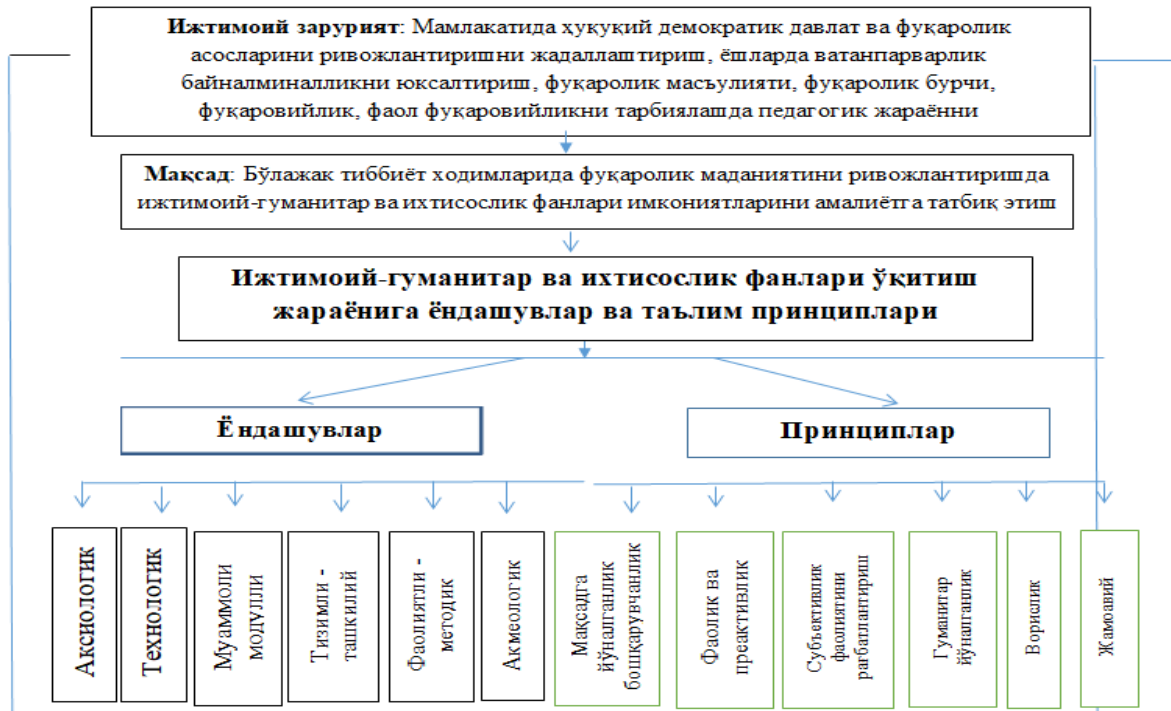 Ижтимоий зарурият: Мамлакатида ҳуқуқий демократик давлат ва фуқаролик
асосларини ривожлантиришни жадаллаштириш, ёшларда ватанпарварлик
байналминалликни юксалтириш, фуқаролик масъулияти, фуқаролик бурчи,
фуқаровийлик, фаол фуқаровийликни тарбиялашда педагогик жараённи
Мақсад: Бўлажак тиббиёт ходимларида фуқаролик маданиятини ривожлантиришда
ижтимоий-гуманитар ва ихтисослик фанлари имкониятларини амалиётга татбиқ этиш
Ижтимоий-гуманитар ва ихтисослик фанлари ўқитиш
жараёнига ёндашувлар ва таълим принциплари
Ёндашувлар
Принциплар
Аксиологик
Технологик
Муаммоли
модулли
Тизимли -
ташкилий
Фаолиятли -
методик
Акмеологик
Мақсадга
йўналганлик
бошқарувчанлик
Фаолик ва
преактивлик
Субъективлик
фаолиятини
рағбатлантириш
Гуманитар
йўналганлик
Ворислик
Жамоавий